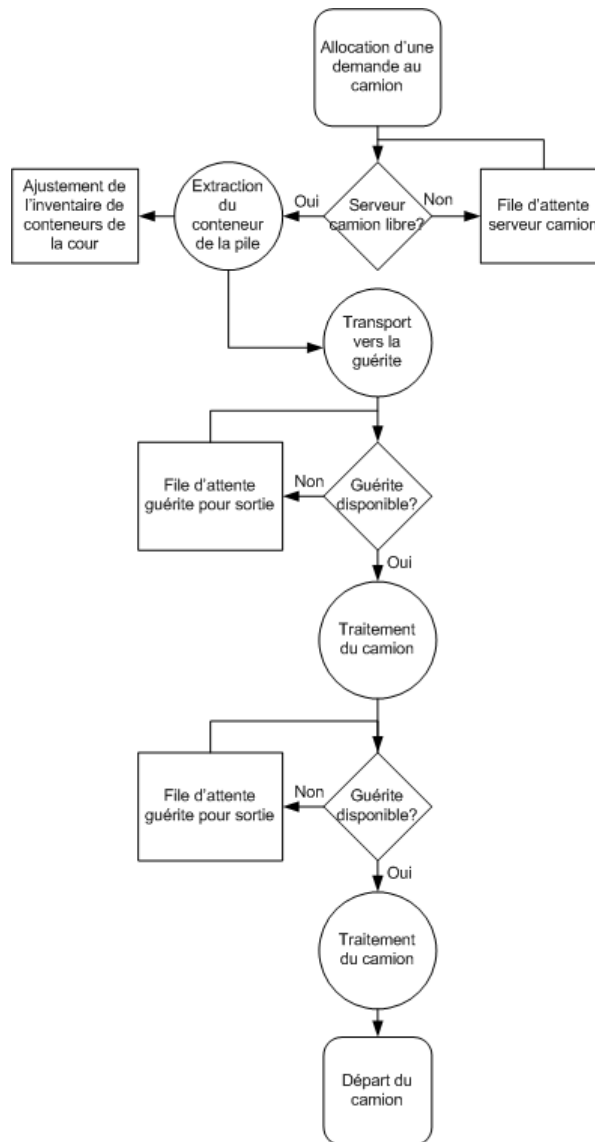 Allocation d'une
demande au
camion
Ajustement de
l'inventaire de
conteneurs de
la cour
Extraction
du
conteneur
de la pile
Oui
Serveur
camion libre?
Non
File d'attente
serveur camion
Transport
vers la
guérite
File d'attente
guérite pour sortie
Non
Guérite
disponible?
Oui
Traitement
du camion
File d'attente
guérite pour sortie
Non
Guérite
disponible?
Oui
Traitement
du camion
Départ du
camion